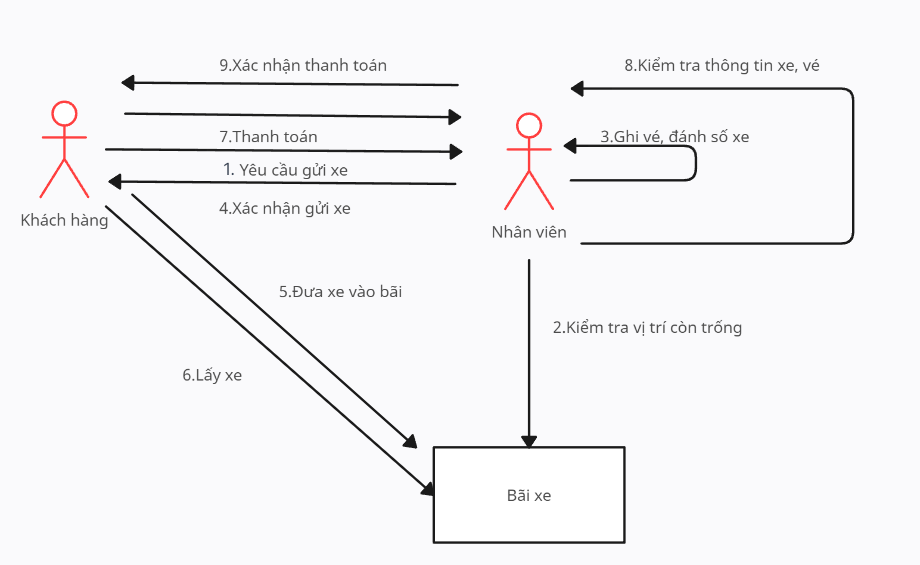 9.Xác nhận thanh toán
8.Kiểm tra thông tin xe, vé
7.Thanh toán
3.Ghi vé, đánh số xe
1. Yêu cầu gửi xe
4.Xác nhận gửi xe
Khách hàng
Nhân viên
5.Đưa xe vào bãi
2.Kiểm tra vị trí còn trống
6.Lấy xe
Bãi xe